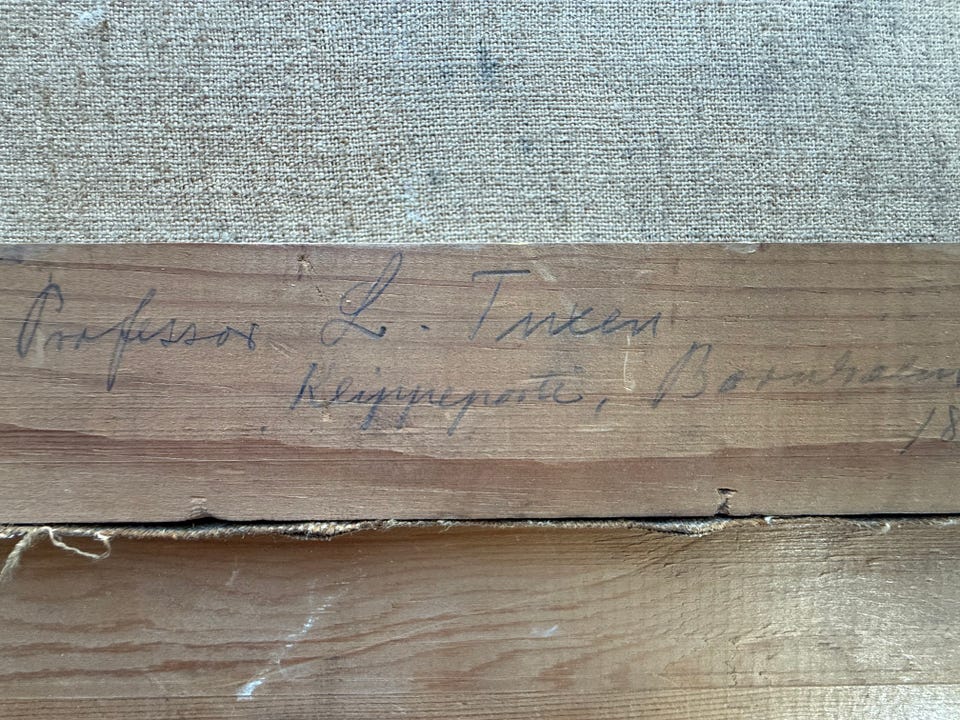 Professor L. Tuxen
Klippeparti, Bornholm
18